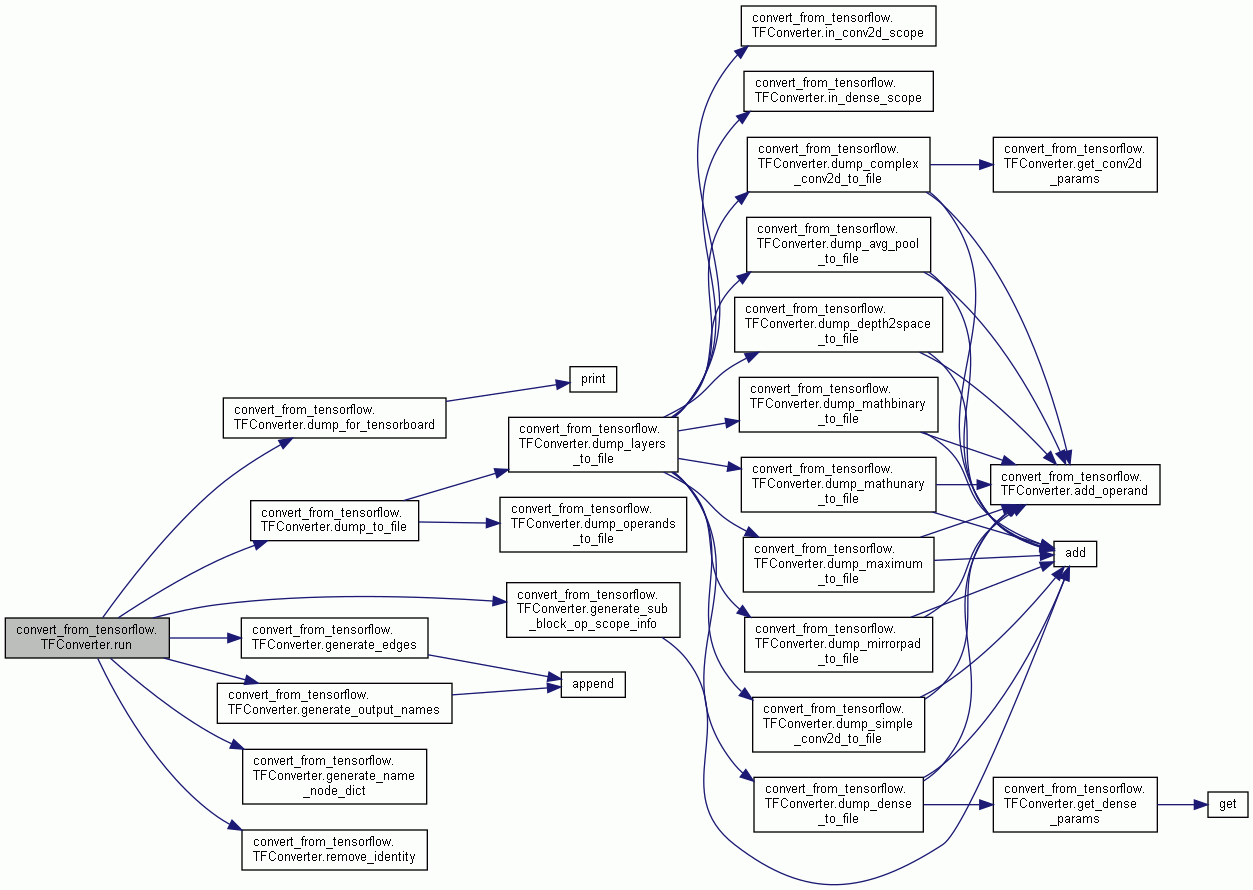 convert_from_tensorflow.
TFConverter.in_conv2d_scope
convert_from_tensorflow.
TFConverter.in_dense_scope
convert_from_tensorflow.
TFConverter.dump_complex
_conv2d_to_file
convert_from_tensorflow.
TFConverter.get_conv2d
_params
convert_from_tensorflow.
TFConverter.dump_avg_pool
_to_file
convert_from_tensorflow.
TFConverter.dump_depth2space
_to_file
print
convert_from_tensorflow.
TFConverter.dump_mathbinary
_to_file
convert_from_tensorflow.
TFConverter.dump_for_tensorboard
convert_from_tensorflow.
TFConverter.dump_layers
_to_file
convert_from_tensorflow.
TFConverter.dump_mathunary
_to_file
convert_from_tensorflow.
TFConverter.add_operand
convert_from_tensorflow.
TFConverter.dump_to_file
convert_from_tensorflow.
TFConverter.dump_operands
_to_file
convert_from_tensorflow.
TFConverter.dump_maximum
_to_file
add
convert_from_tensorflow.
TFConverter.generate_sub
_block_op_scope_info
convert_from_tensorflow.
TFConverter.run
convert_from_tensorflow.
TFConverter.generate_edges
convert_from_tensorflow.
TFConverter.dump_mirrorpad
_to_file
append
convert_from_tensorflow.
TFConverter.generate_output_names
convert_from_tensorflow.
TFConverter.dump_simple
_conv2d_to_file
convert_from_tensorflow.
TFConverter.generate_name
_node_dict
convert_from_tensorflow.
TFConverter.dump_dense
_to_file
convert_from_tensorflow.
TFConverter.get_dense
_params
get
convert_from_tensorflow.
TFConverter.remove_identity